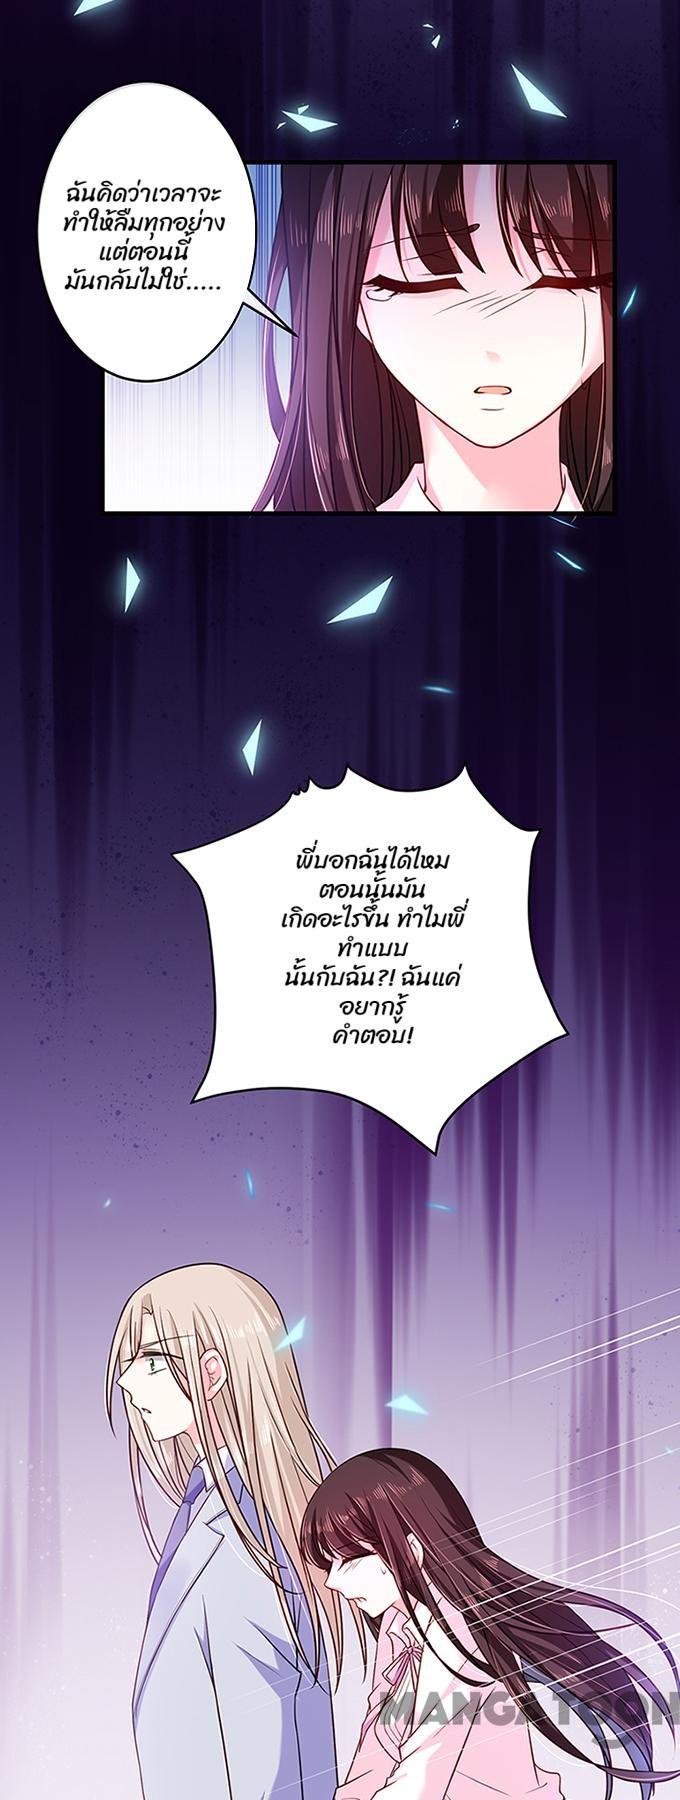 ฉันคิดว่าเวลาจะ
ทำให้ลืมทุกอย่าง
แต่ตอนนี้
มันกลับไม่ใช่.....
พี่บอกฉันได้ไหม
ตอนนั้นมัน
เกิดอะไรขึ้น ทำไมพี่
ทำแบบ
นั้นกับฉัน?! ฉันแค่
อยากรู้
คำตอบ!
MANGATOON